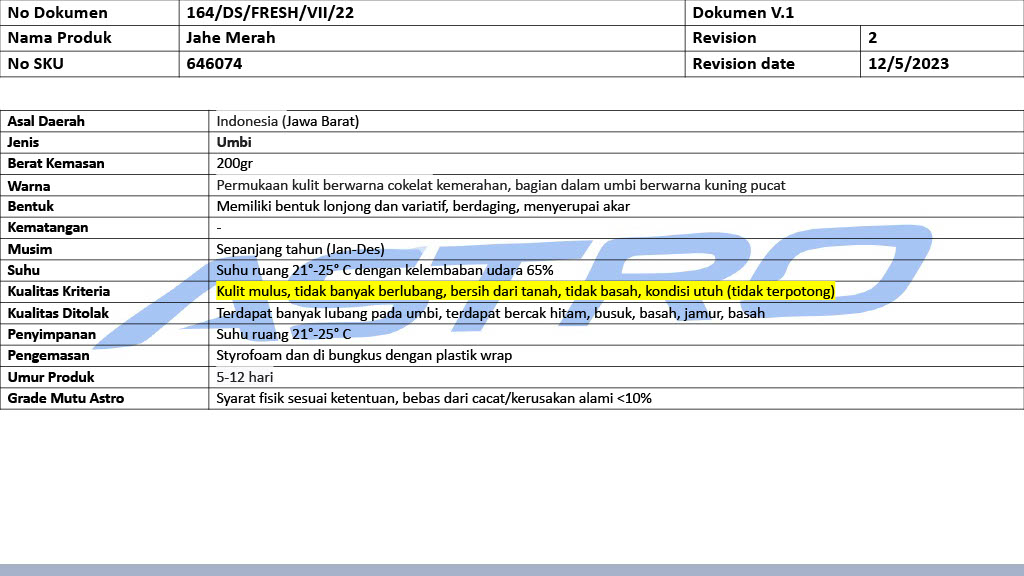 No Dokumen 164/DS/FRESH/VII/22 Dokumen V.1
Nama Produk Jahe Merah Revision 2
No SKU 646074 Revision date 12/5/2023
Asal Daerah Indonesia (Jawa Barat)
Jenis Umbi
Berat Kemasan 200gr
Warna Permukaan kulit berwarna cokelat kemerahan, bagian dalam umbi berwarna kuning pucat
Bentuk Memiliki bentuk lonjong dan variatif, berdaging, menyerupai akar
Kematangan -
Musim Sepanjang tahun (Jan-Des)
Suhu Suhu ruang 21°-25° C dengan kelembaban udara 65%
Kualitas Kriteria Kulit mulus, tidak banyak berlubang, bersih dari tanah, tidak basah, kondisi utuh (tidak terpotong)
Kualitas Ditolak Terdapat banyak lubang pada umbi, terdapat bercak hitam, busuk, basah, jamur, basah
Penyimpanan Suhu ruang 21°-25° C
Pengemasan Styrofoam dan di bungkus dengan plastik wrap
Umur Produk 5-12 hari
Grade Mutu Astro Syarat fisik sesuai ketentuan, bebas dari cacat/kerusakan alami <10%
ASTRO